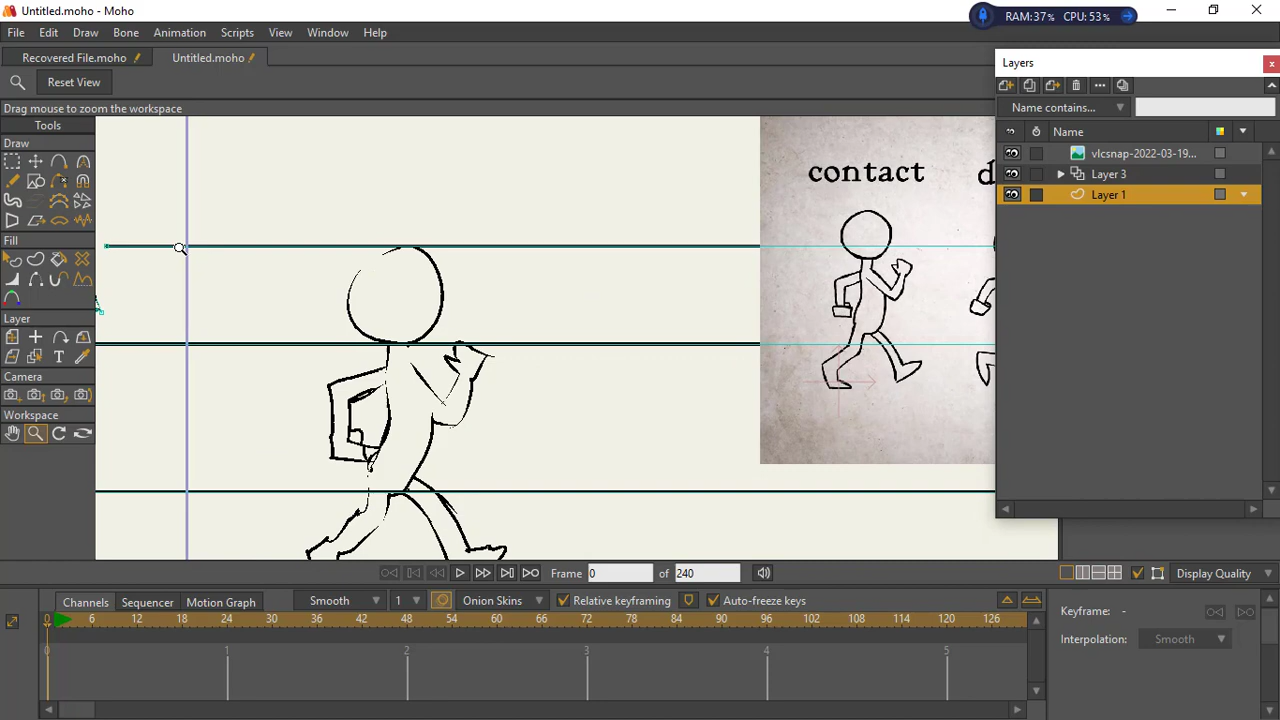 Untitled.moho - Moho
RAM:37% CPU:53%
File Edit Draw Bone Animation Scripts View Window Help
Recovered File.moho Untitled.moho
Reset View
Drag mouse to zoom the workspace
Tools
Draw
Fill
Layer
Camera
Workspace
contact
d
Layers
Name contains...
Name
vlcsnap-2022-03-19...
Layer 3
Layer 1
Frame 0 of 240
Display Quality
Channels Sequencer Motion Graph Smooth 1 Onion Skins Relative keyframing Auto-freeze keys
0 6 12 18 24 30 36 42 48 54 60 66 72 78 84 90 96 102 108 114 120 126
0 1 2 3 4 5
Keyframe: -
Interpolation: Smooth